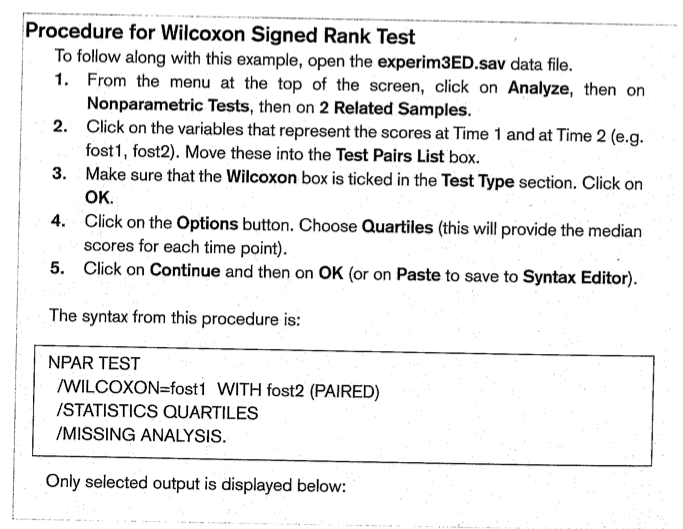 Procedure for Wilcoxon Signed Rank Test
To follow along with this example, open the experim3ED.sav data file.
1. From the menu at the top of the screen, click on Analyze, then on
Nonparametric Tests, then on 2 Related Samples.
2. Click on the variables that represent the scores at Time 1 and at Time 2 (e.g.
fost1, fost2). Move these into the Test Pairs List box.
3. Make sure that the Wilcoxon box is ticked in the Test Type section. Click on
OK.
4. Click on the Options button. Choose Quartiles (this will provide the median
scores for each time point).
5. Click on Continue and then on OK (or on Paste to save to Syntax Editor).
The syntax from this procedure is:
NPAR TEST
/WILCOXON=fost1 WITH fost2 (PAIRED)
/STATISTICS QUARTILES
/MISSING ANALYSIS.
Only selected output is displayed below: